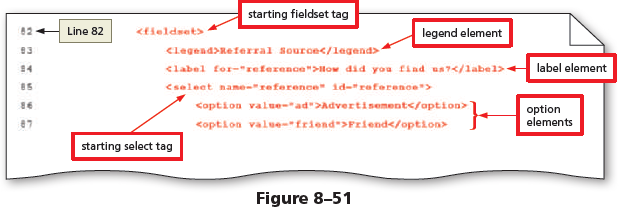 starting fieldset tag
82 Line 82 <fieldset>
legend element
83 <legend>Referral Source</legend>
84 <label for="reference">How did you find us?</label> label element
85 <select name="reference" id="reference">
86 <option value="ad">Advertisement</option>
option elements
87 <option value="friend">Friend</option>
starting select tag
Figure 8–51